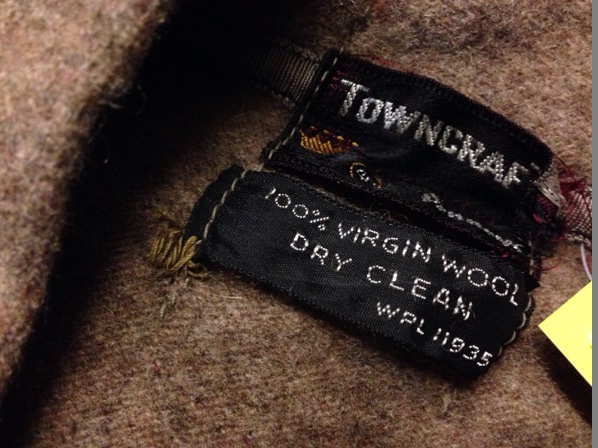 TOWNCRAF
100% VIRGIN WOOL
DRY CLEAN
WPL 11935